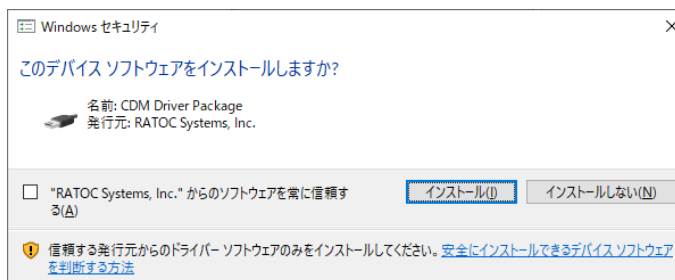 Windows セキュリティ
このデバイス ソフトウェアをインストールしますか?
名前: CDM Driver Package
発行元: RATOC Systems, Inc.
"RATOC Systems, Inc." からのソフトウェアを常に信頼す
る(A)
インストール(I)
インストールしない(N)
信頼する発行元からのドライバー ソフトウェアのみをインストールしてください。安全にインストールできるデバイス ソフトウェア
を判断する方法